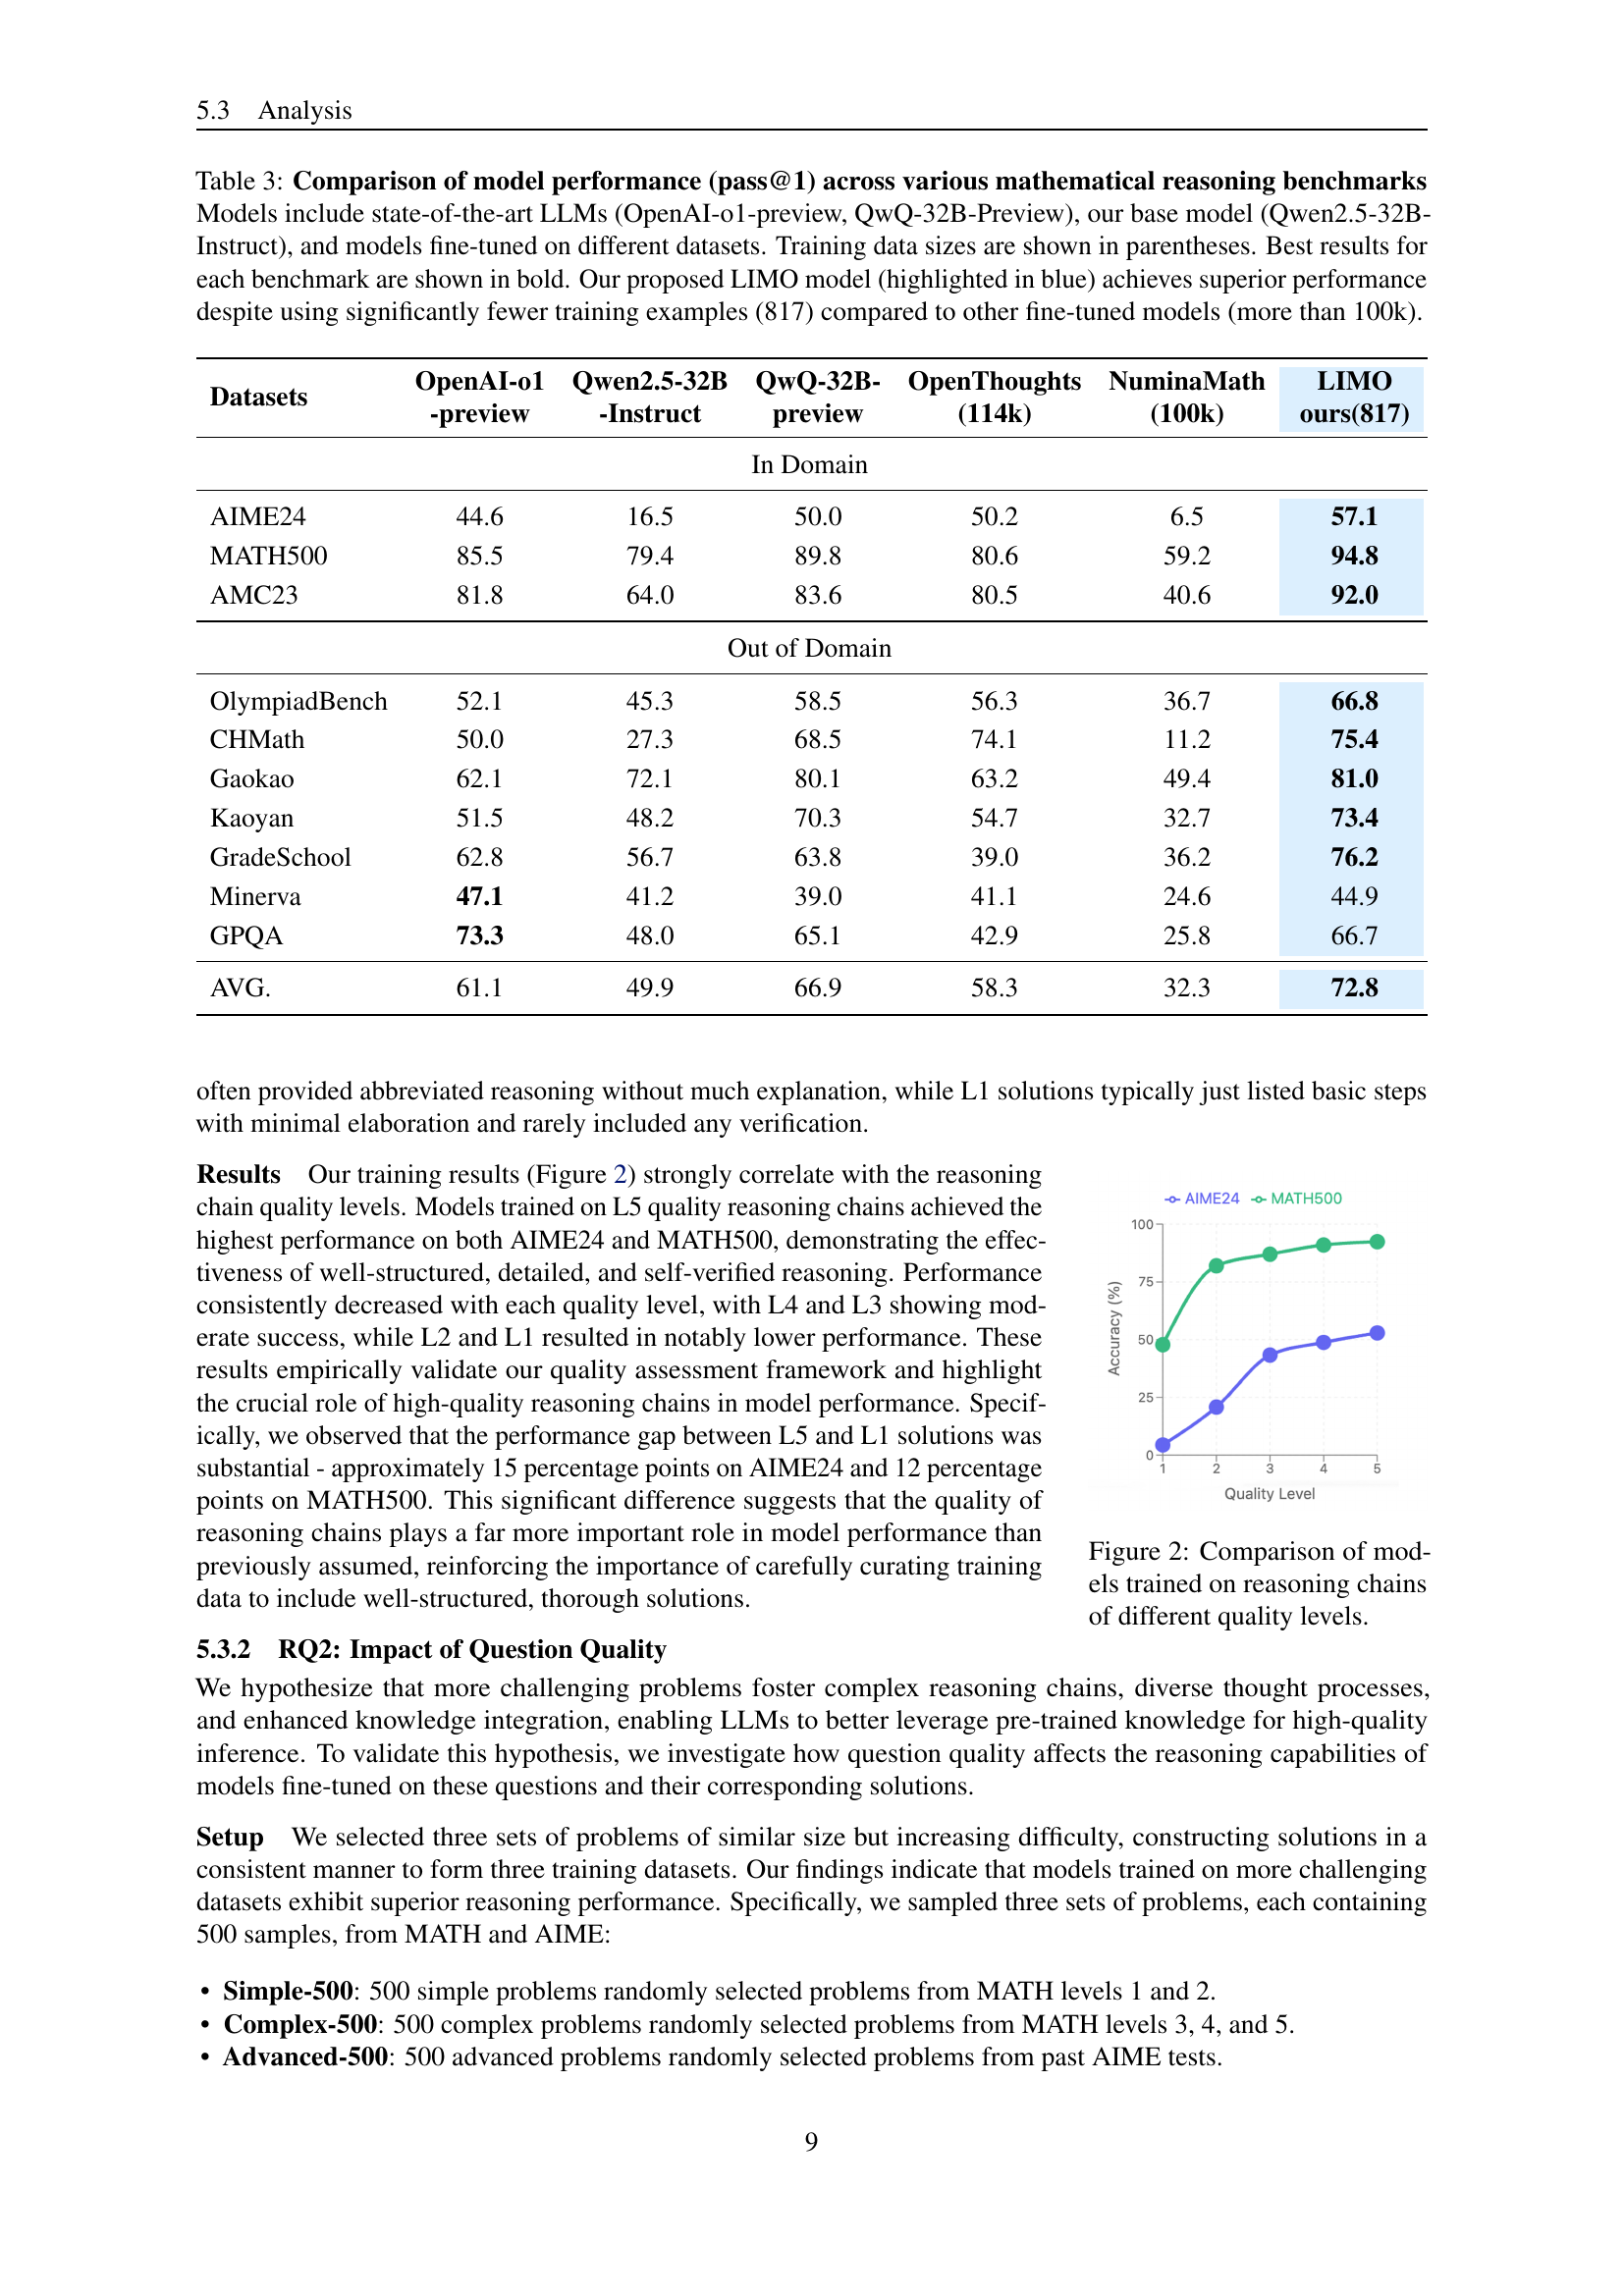 5.3 Analysis
Table 3: Comparison of model performance (pass@1) across various mathematical reasoning benchmarks
Models include state-of-the-art LLMs (OpenAI-o1-preview, QwQ-32B-Preview), our base model (Qwen2.5-32B-
Instruct), and models fine-tuned on different datasets. Training data sizes are shown in parentheses. Best results for
each benchmark are shown in bold. Our proposed LIMO model (highlighted in blue) achieves superior performance
despite using significantly fewer training examples (817) compared to other fine-tuned models (more than 100k).
Datasets OpenAI-o1 -preview Qwen2.5-32B -Instruct QwQ-32B- preview OpenThoughts (114k) NuminaMath (100k) LIMO ours(817)
In Domain
AIME24 44.6 16.5 50.0 50.2 6.5 57.1
MATH500 85.5 79.4 89.8 80.6 59.2 94.8
AMC23 81.8 64.0 83.6 80.5 40.6 92.0
Out of Domain
OlympiadBench 52.1 45.3 58.5 56.3 36.7 66.8
CHMath 50.0 27.3 68.5 74.1 11.2 75.4
Gaokao 62.1 72.1 80.1 63.2 49.4 81.0
Kaoyan 51.5 48.2 70.3 54.7 32.7 73.4
GradeSchool 62.8 56.7 63.8 39.0 36.2 76.2
Minerva 47.1 41.2 39.0 41.1 24.6 44.9
GPQA 73.3 48.0 65.1 42.9 25.8 66.7
AVG. 61.1 49.9 66.9 58.3 32.3 72.8
often provided abbreviated reasoning without much explanation, while L1 solutions typically just listed basic steps
with minimal elaboration and rarely included any verification.
Results Our training results (Figure 2) strongly correlate with the reasoning
chain quality levels. Models trained on L5 quality reasoning chains achieved the
highest performance on both AIME24 and MATH500, demonstrating the effec-
tiveness of well-structured, detailed, and self-verified reasoning. Performance
consistently decreased with each quality level, with L4 and L3 showing mod-
erate success, while L2 and L1 resulted in notably lower performance. These
results empirically validate our quality assessment framework and highlight
the crucial role of high-quality reasoning chains in model performance. Specif-
ically, we observed that the performance gap between L5 and L1 solutions was
substantial - approximately 15 percentage points on AIME24 and 12 percentage
points on MATH500. This significant difference suggests that the quality of
reasoning chains plays a far more important role in model performance than
previously assumed, reinforcing the importance of carefully curating training
data to include well-structured, thorough solutions.
AIME24 MATH500
100
75
50
25
0
Accuracy (%)
1 2 3 4 5
Quality Level
Figure 2: Comparison of mod-
els trained on reasoning chains
of different quality levels.
5.3.2 RQ2: Impact of Question Quality
We hypothesize that more challenging problems foster complex reasoning chains, diverse thought processes,
and enhanced knowledge integration, enabling LLMs to better leverage pre-trained knowledge for high-quality
inference. To validate this hypothesis, we investigate how question quality affects the reasoning capabilities of
models fine-tuned on these questions and their corresponding solutions.
Setup We selected three sets of problems of similar size but increasing difficulty, constructing solutions in a
consistent manner to form three training datasets. Our findings indicate that models trained on more challenging
datasets exhibit superior reasoning performance. Specifically, we sampled three sets of problems, each containing
500 samples, from MATH and AIME:
• Simple-500: 500 simple problems randomly selected problems from MATH levels 1 and 2.
• Complex-500: 500 complex problems randomly selected problems from MATH levels 3, 4, and 5.
• Advanced-500: 500 advanced problems randomly selected problems from past AIME tests.
9